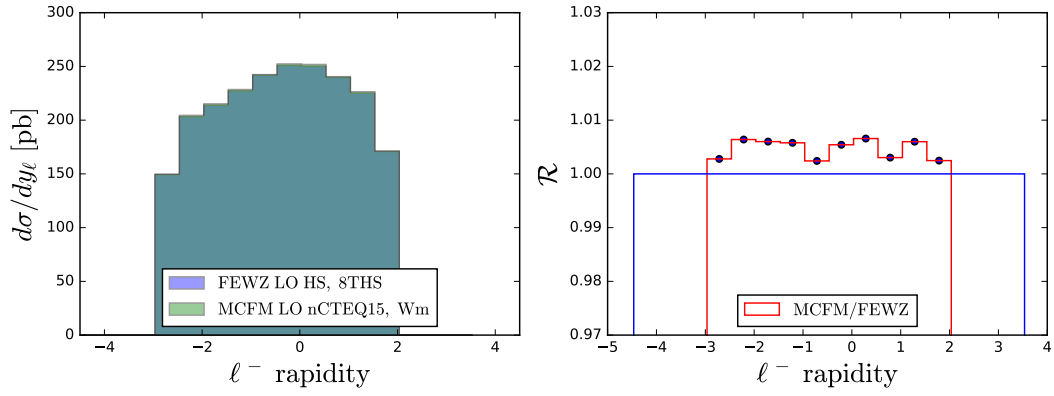 300
250
200
150
100
50
0
dσ/dy_ℓ [pb]
FEWZ LO HS, 8THS
MCFM LO nCTEQ15, Wm
−4 −2 0 2 4
ℓ⁻ rapidity
1.03
1.02
1.01
1.00
0.99
0.98
0.97
ℛ
MCFM/FEWZ
−5 −4 −3 −2 −1 0 1 2 3 4
ℓ⁻ rapidity